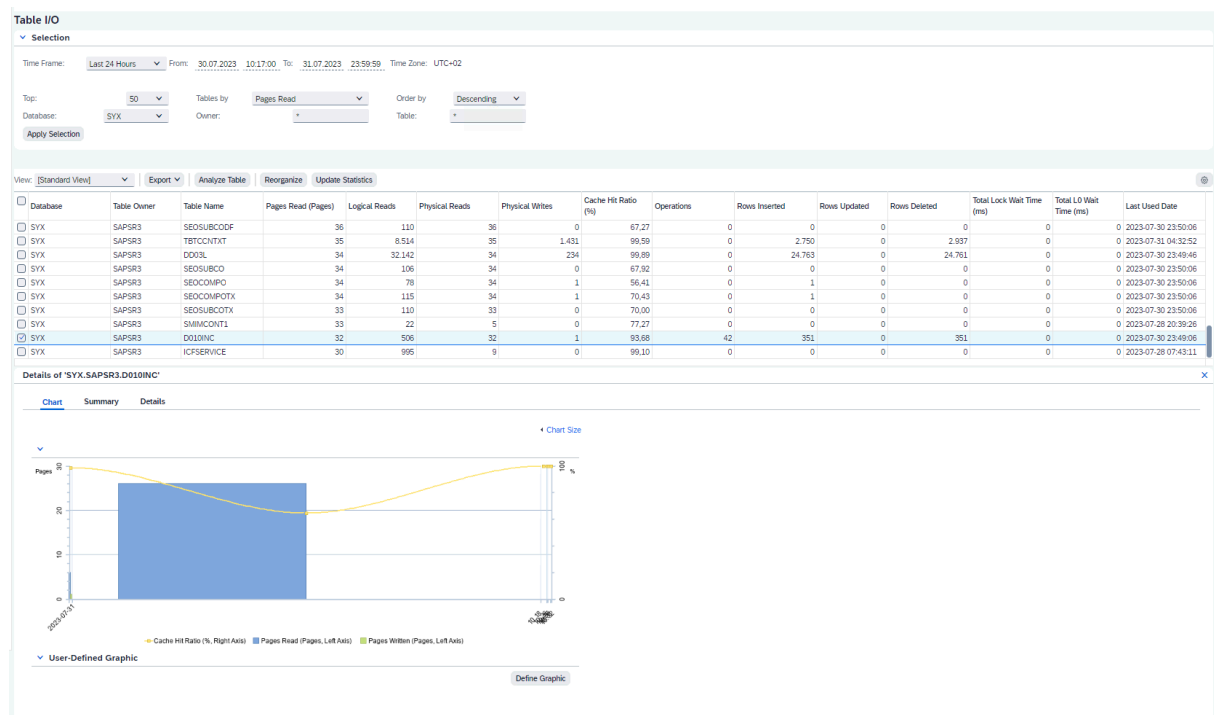 Table I/O
Selection
Time Frame: Last 24 Hours From: 30.07.2023 10:17:00 To: 31.07.2023 23:59:59 Time Zone: UTC+02
Top: 50 Tables by Pages Read Order by Descending
Database: SYX Owner: * Table: *
Apply Selection
View: [Standard View] Export Analyze Table Reorganize Update Statistics
Database Table Owner Table Name Pages Read (Pages) Logical Reads Physical Reads Physical Writes Cache Hit Ratio (%) Operations Rows Inserted Rows Updated Rows Deleted Total Lock Wait Time (ms) Total L0 Wait Time (ms) Last Used Date
SYX SAPSR3 SEOSUBCODF 36 110 36 0 67,27 0 0 0 0 0 0 2023-07-30 23:50:06
SYX SAPSR3 TBTCCNTXT 35 8.514 35 1.431 99,59 0 2.750 0 2.937 0 0 2023-07-31 04:32:52
SYX SAPSR3 DD03L 34 32.142 34 234 99,89 0 24.763 0 24.761 0 0 2023-07-30 23:49:46
SYX SAPSR3 SEOSUBCO 34 106 34 0 67,92 0 0 0 0 0 0 2023-07-30 23:50:06
SYX SAPSR3 SEOCOMPO 34 78 34 1 56,41 0 1 0 0 0 0 2023-07-30 23:50:06
SYX SAPSR3 SEOCOMPOTX 34 115 34 1 70,43 0 1 0 0 0 0 2023-07-30 23:50:06
SYX SAPSR3 SEOSUBCOTX 33 110 33 0 70,00 0 0 0 0 0 0 2023-07-30 23:50:06
SYX SAPSR3 SMIMCONT1 33 22 5 0 77,27 0 0 0 0 0 0 2023-07-28 20:39:26
SYX SAPSR3 D010INC 32 506 32 1 93,68 42 351 0 351 0 0 2023-07-30 23:49:06
SYX SAPSR3 ICFSERVICE 30 995 9 0 99,10 0 0 0 0 0 0 2023-07-28 07:43:11
Details of 'SYX.SAPSR3.D010INC'
Chart Summary Details
Chart Size
Pages 30 100 %
20
10
0 0
2023-07-31
Cache Hit Ratio (%, Right Axis) Pages Read (Pages, Left Axis) Pages Written (Pages, Left Axis)
User-Defined Graphic
Define Graphic